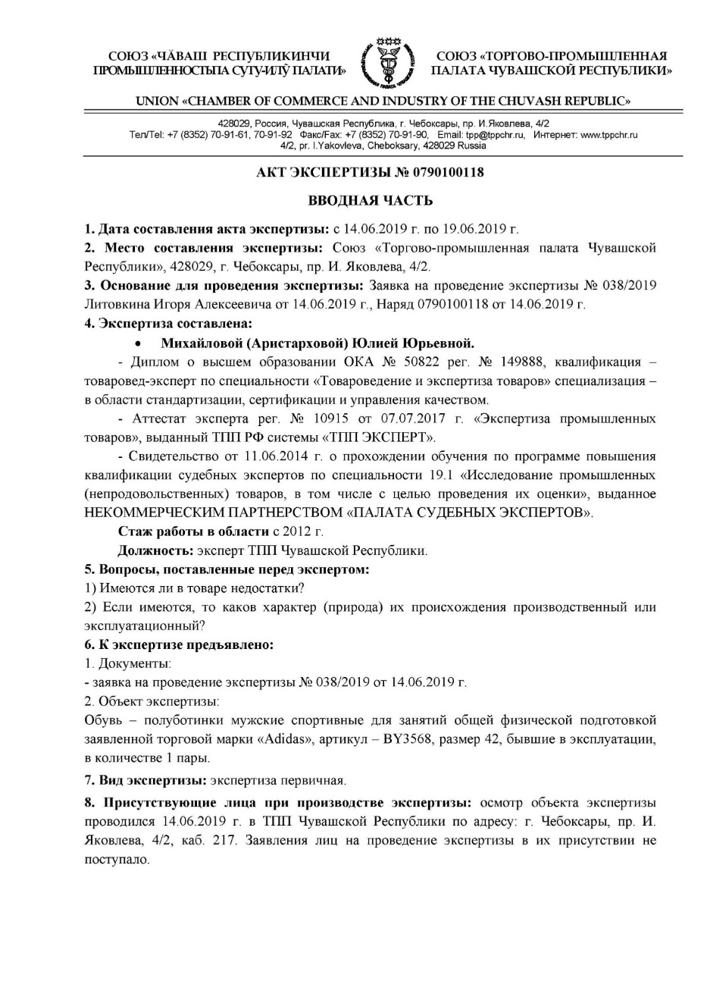 СОЮЗ «ЧӐВАШ РЕСПУБЛИКИНЧИ
ПРОМЫШЛЕННОСТЬПА СУТУ-ИЛӲ ПАЛАТИ»
СОЮЗ «ТОРГОВО-ПРОМЫШЛЕННАЯ
ПАЛАТА ЧУВАШСКОЙ РЕСПУБЛИКИ»
UNION «CHAMBER OF COMMERCE AND INDUSTRY OF THE CHUVASH REPUBLIC»
428029, Россия, Чувашская Республика, г. Чебоксары, пр. И.Яковлева, 4/2
Тел/Tel: +7 (8352) 70-91-61, 70-91-92 Факс/Fax: +7 (8352) 70-91-90, Email: tpp@tppchr.ru, Интернет: www.tppchr.ru
4/2, pr. I.Yakovleva, Cheboksary, 428029 Russia
АКТ ЭКСПЕРТИЗЫ № 0790100118
ВВОДНАЯ ЧАСТЬ
1. Дата составления акта экспертизы: с 14.06.2019 г. по 19.06.2019 г.
2. Место составления экспертизы: Союз «Торгово-промышленная палата Чувашской
Республики», 428029, г. Чебоксары, пр. И. Яковлева, 4/2.
3. Основание для проведения экспертизы: Заявка на проведение экспертизы № 038/2019
Литовкина Игоря Алексеевича от 14.06.2019 г., Наряд 0790100118 от 14.06.2019 г.
4. Экспертиза составлена:
• Михайловой (Аристарховой) Юлией Юрьевной.
- Диплом о высшем образовании ОКА № 50822 рег. № 149888, квалификация –
товаровед-эксперт по специальности «Товароведение и экспертиза товаров» специализация –
в области стандартизации, сертификации и управления качеством.
- Аттестат эксперта рег. № 10915 от 07.07.2017 г. «Экспертиза промышленных
товаров», выданный ТПП РФ системы «ТПП ЭКСПЕРТ».
- Свидетельство от 11.06.2014 г. о прохождении обучения по программе повышения
квалификации судебных экспертов по специальности 19.1 «Исследование промышленных
(непродовольственных) товаров, в том числе с целью проведения их оценки», выданное
НЕКОММЕРЧЕСКИМ ПАРТНЕРСТВОМ «ПАЛАТА СУДЕБНЫХ ЭКСПЕРТОВ».
Стаж работы в области с 2012 г.
Должность: эксперт ТПП Чувашской Республики.
5. Вопросы, поставленные перед экспертом:
1) Имеются ли в товаре недостатки?
2) Если имеются, то каков характер (природа) их происхождения производственный или
эксплуатационный?
6. К экспертизе предъявлено:
1. Документы:
- заявка на проведение экспертизы № 038/2019 от 14.06.2019 г.
2. Объект экспертизы:
Обувь – полуботинки мужские спортивные для занятий общей физической подготовкой
заявленной торговой марки «Adidas», артикул – BY3568, размер 42, бывшие в эксплуатации,
в количестве 1 пары.
7. Вид экспертизы: экспертиза первичная.
8. Присутствующие лица при производстве экспертизы: осмотр объекта экспертизы
проводился 14.06.2019 г. в ТПП Чувашской Республики по адресу: г. Чебоксары, пр. И.
Яковлева, 4/2, каб. 217. Заявления лиц на проведение экспертизы в их присутствии не
поступало.